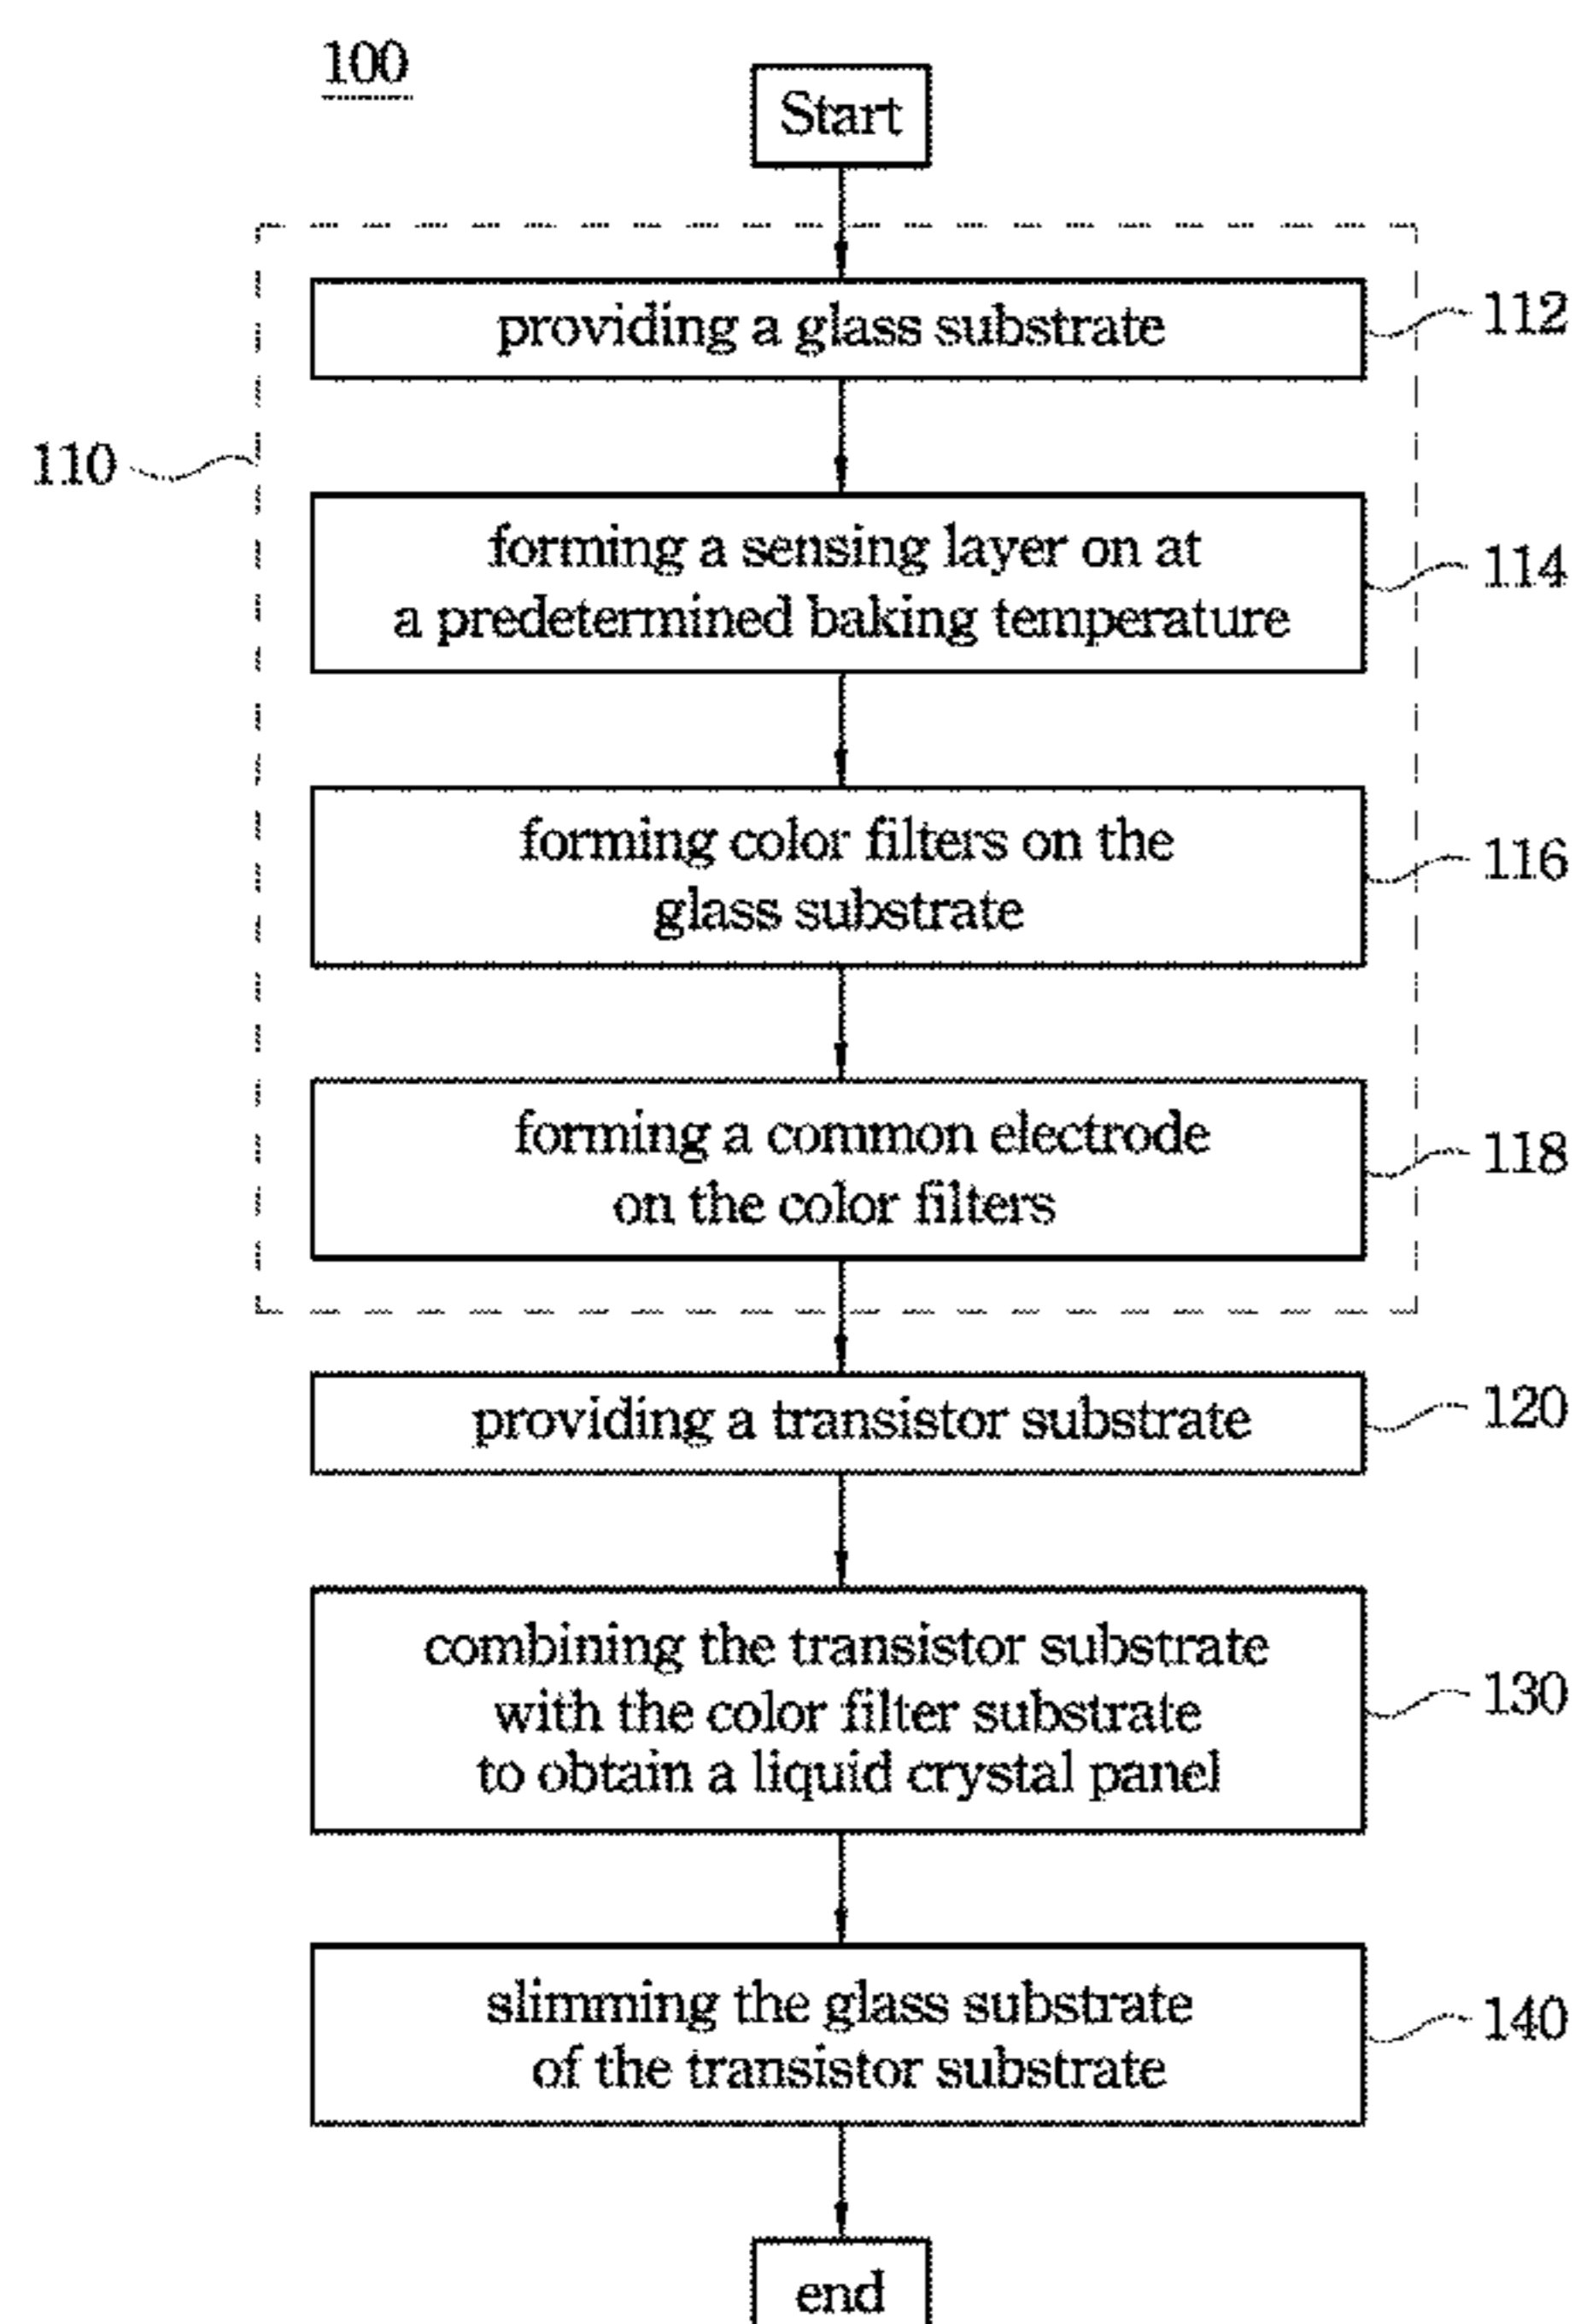 100
Start
providing a glass substrate
112
110
forming a sensing layer on at
a predetermined baking temperature
114
forming color filters on the
glass substrate
116
forming a common electrode
on the color filters
118
providing a transistor substrate
120
combining the transistor substrate
with the color filter substrate
to obtain a liquid crystal panel
130
slimming the glass substrate
of the transistor substrate
140
end